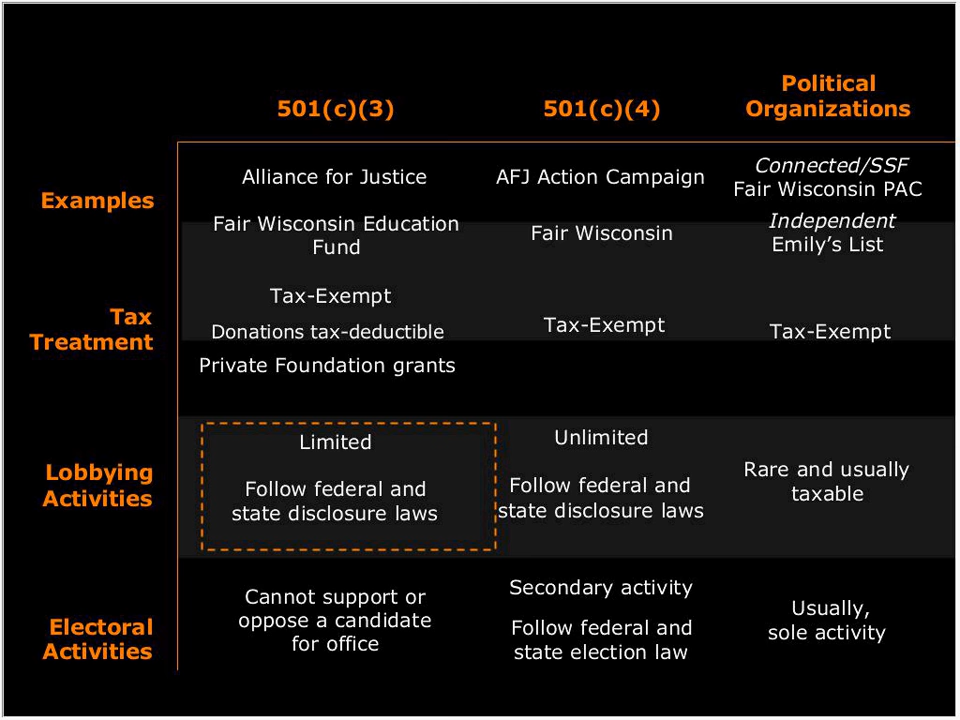 501(c)(3)
501(c)(4)
Political
Organizations
Examples
Alliance for Justice
AFJ Action Campaign
Connected/SSF
Fair Wisconsin PAC
Fair Wisconsin Education
Fund
Fair Wisconsin
Independent
Emily’s List
Tax
Treatment
Tax-Exempt
Donations tax-deductible
Private Foundation grants
Tax-Exempt
Tax-Exempt
Lobbying
Activities
Limited
Follow federal and
state disclosure laws
Unlimited
Follow federal and
state disclosure laws
Rare and usually
taxable
Electoral
Activities
Cannot support or
oppose a candidate
for office
Secondary activity
Follow federal and
state election law
Usually,
sole activity